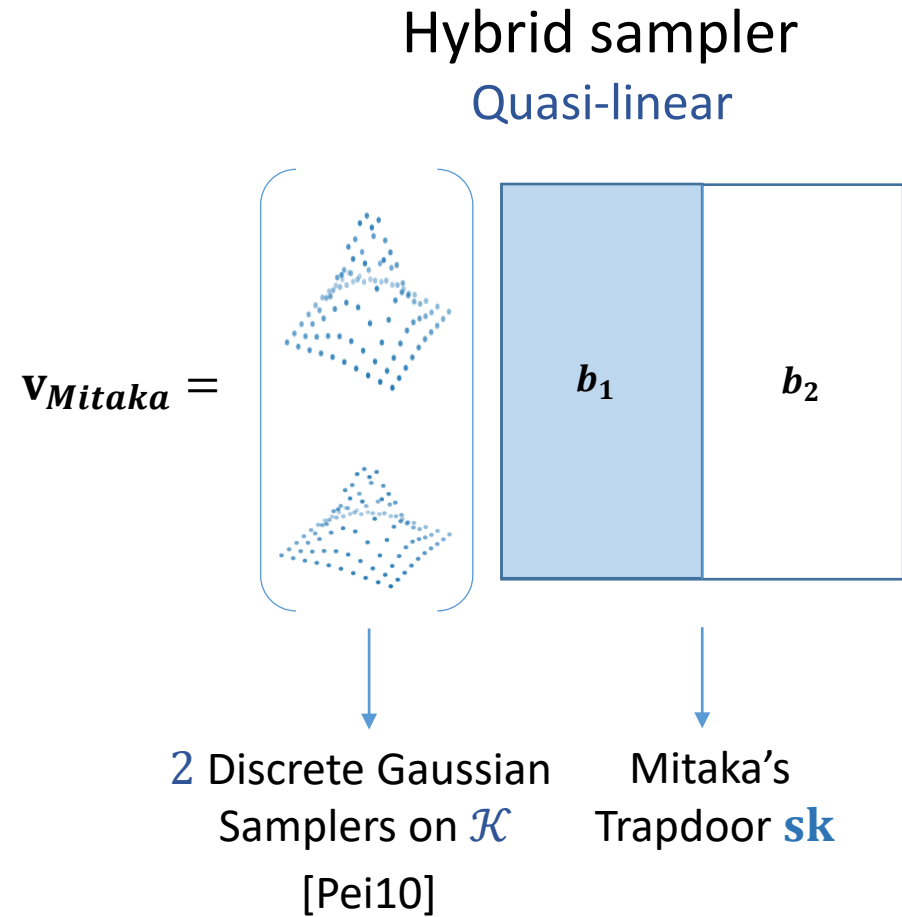 Hybrid sampler
Quasi-linear
v_Mitaka =
b₁
b₂
2 Discrete Gaussian
Samplers on 𝒦
[Pei10]
Mitaka's
Trapdoor sk